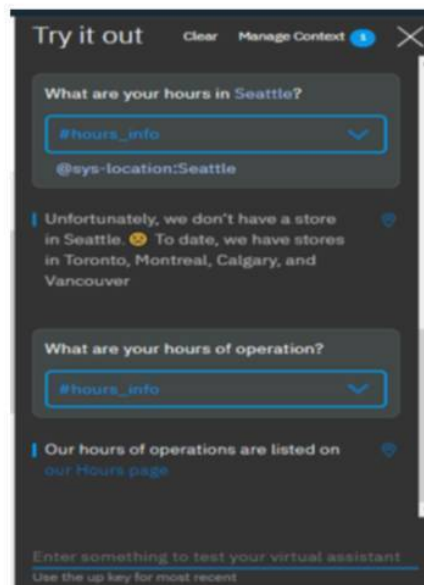 Try it out Clear Manage Context 1
What are your hours in Seattle?
#hours_info
@sys-location:Seattle
Unfortunately, we don't have a store
in Seattle. 😕 To date, we have stores
in Toronto, Montreal, Calgary, and
Vancouver
What are your hours of operation?
#hours_info
Our hours of operations are listed on
our Hours page
Enter something to test your virtual assistant
Use the up key for most recent